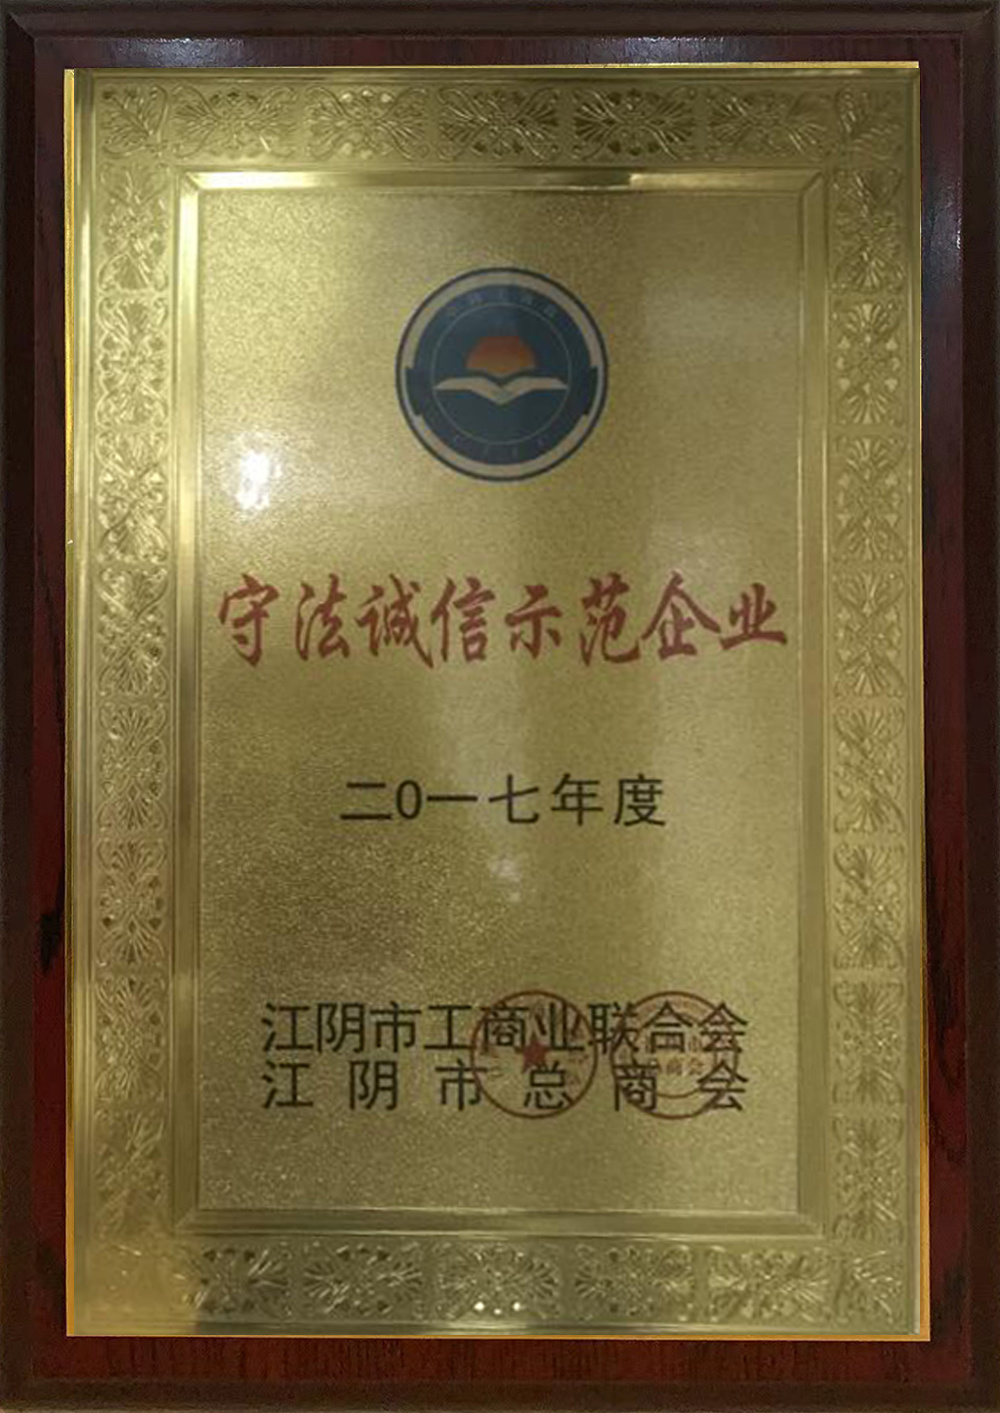 守法诚信示范企业
二0一七年度
江阴市工商业联合会
江阴市总商会